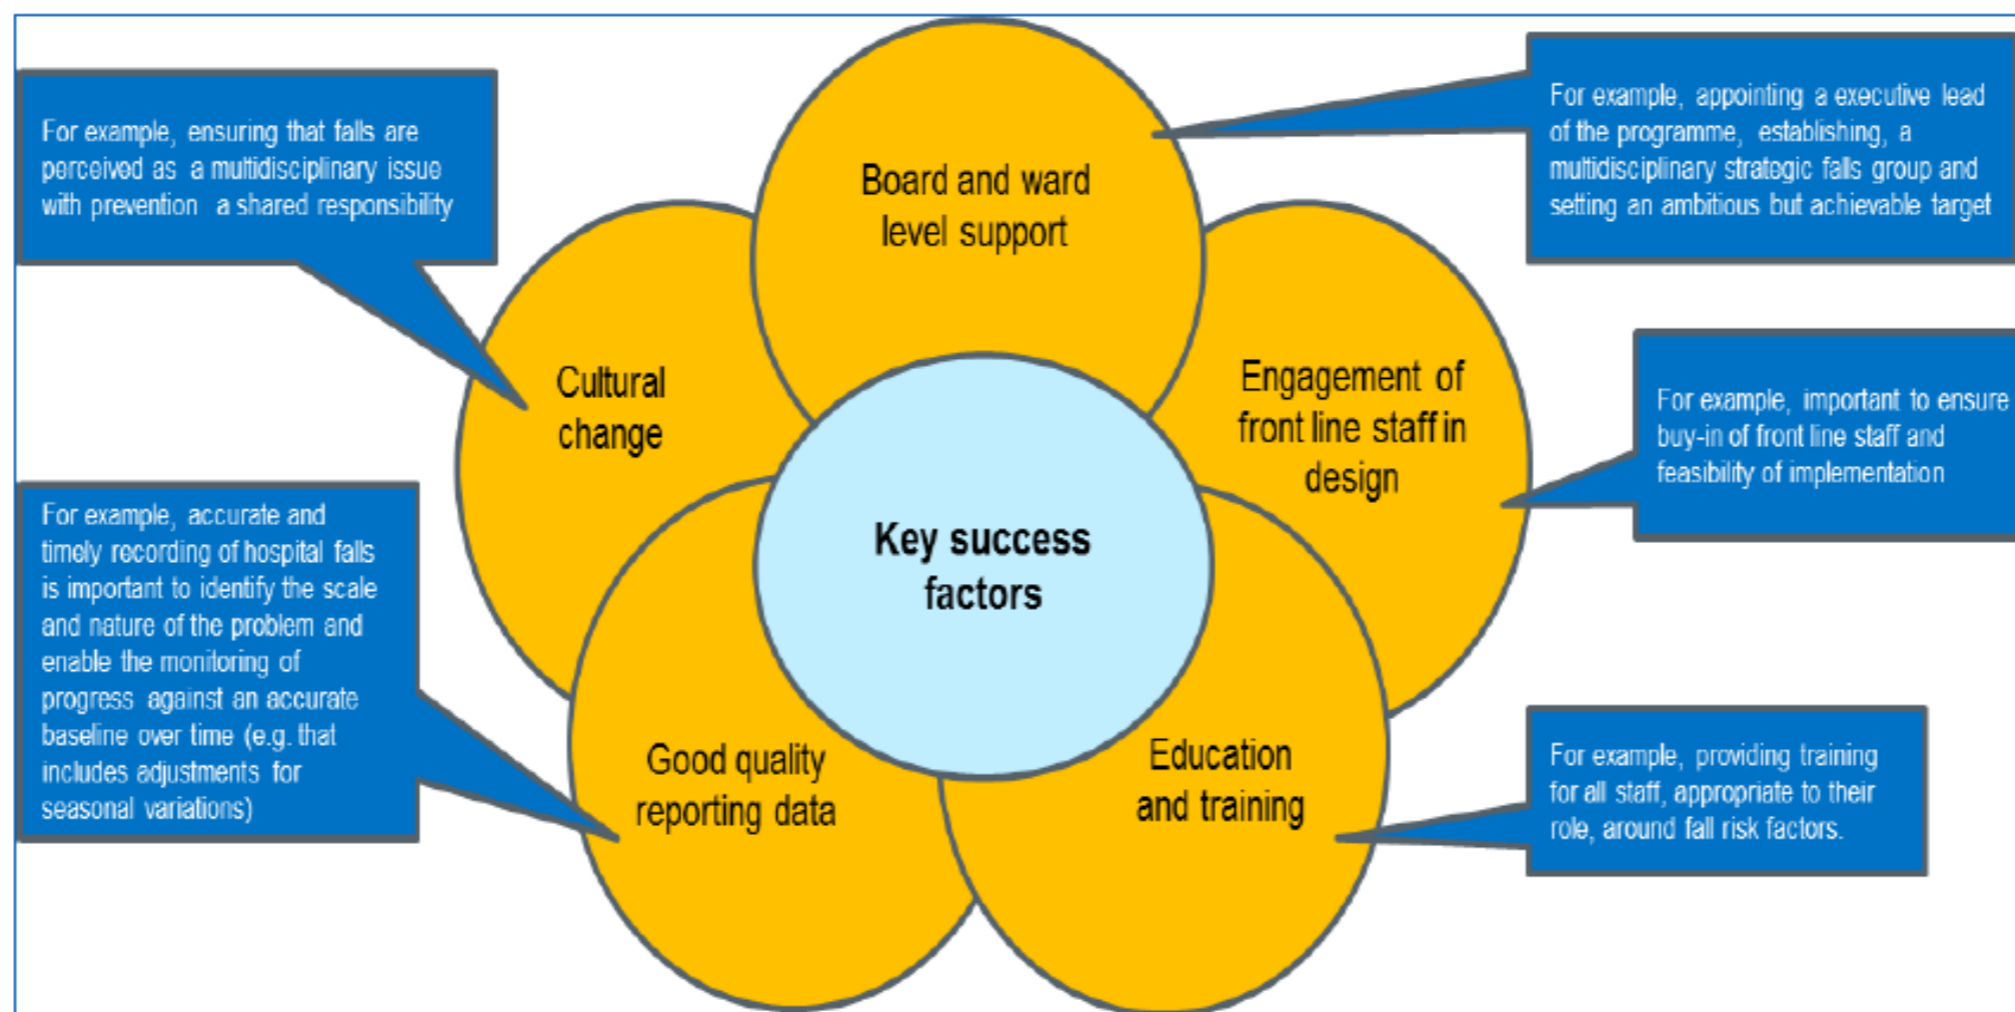 For example, ensuring that falls are
perceived as a multidisciplinary issue
with prevention a shared responsibility
Board and ward
level support
For example, appointing a executive lead
of the programme, establishing, a
multidisciplinary strategic falls group and
setting an ambitious but achievable target
Cultural
change
Engagement of
front line staff in
design
For example, important to ensure
buy-in of front line staff and
feasibility of implementation
Key success
factors
For example, accurate and
timely recording of hospital falls
is important to identify the scale
and nature of the problem and
enable the monitoring of
progress against an accurate
baseline over time (e.g. that
includes adjustments for
seasonal variations)
Good quality
reporting data
Education
and training
For example, providing training
for all staff, appropriate to their
role, around fall risk factors.